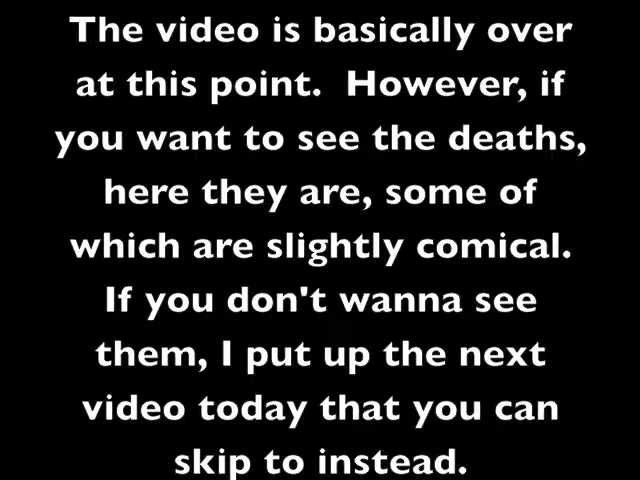 The video is basically over
at this point.  However, if
you want to see the deaths,
here they are, some of
which are slightly comical.
If you don't wanna see
them, I put up the next
video today that you can
skip to instead.